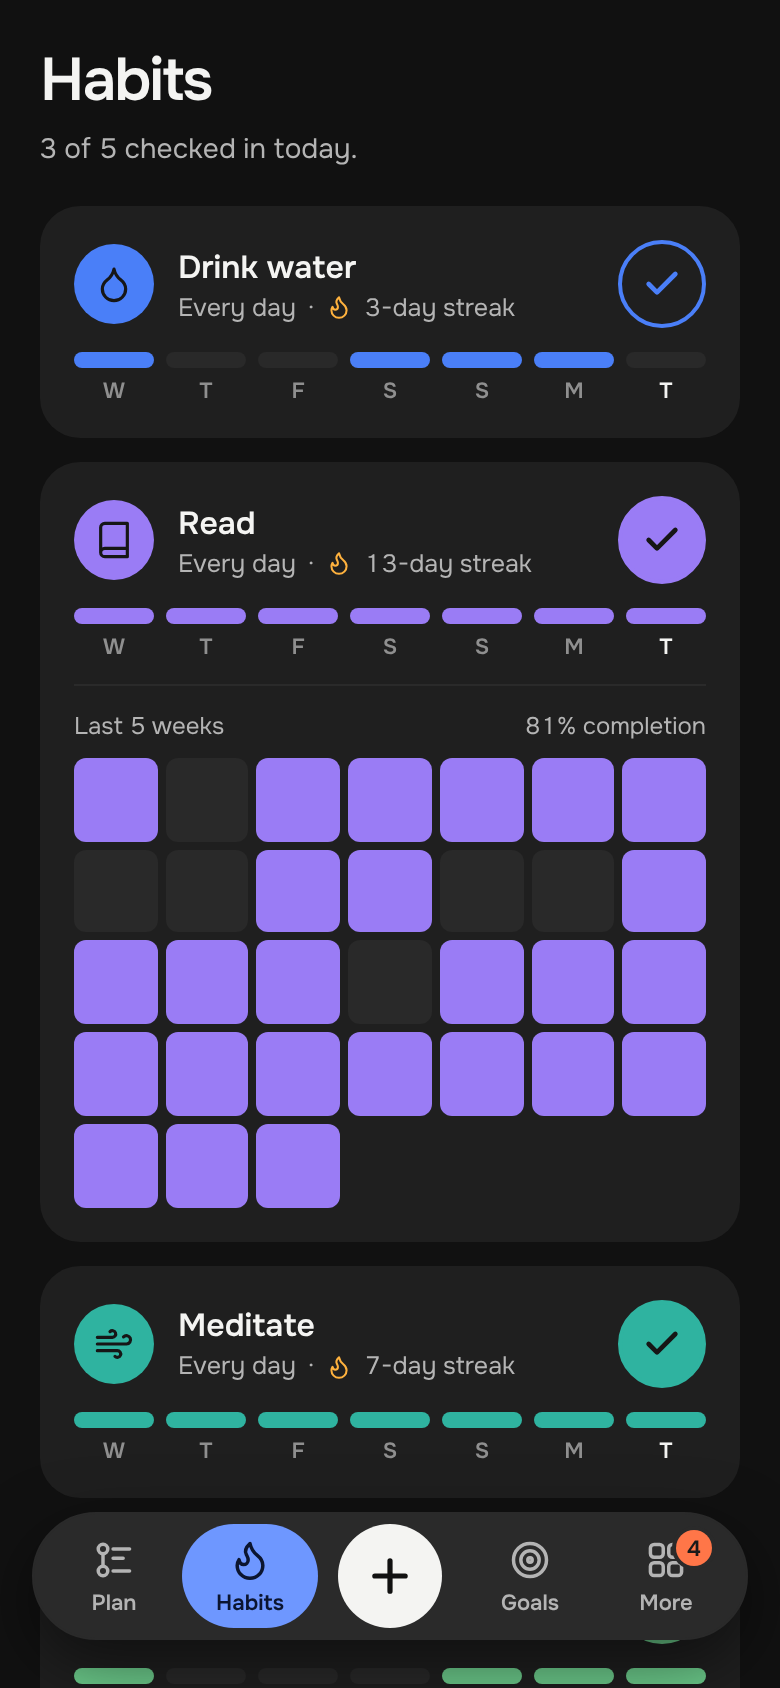 Habits
3 of 5 checked in today.
Drink water
Every day · 3-day streak
W T F S S M T
Read
Every day · 13-day streak
W T F S S M T
Last 5 weeks 81% completion
Meditate
Every day · 7-day streak
W T F S S M T
4
Plan Habits Goals More